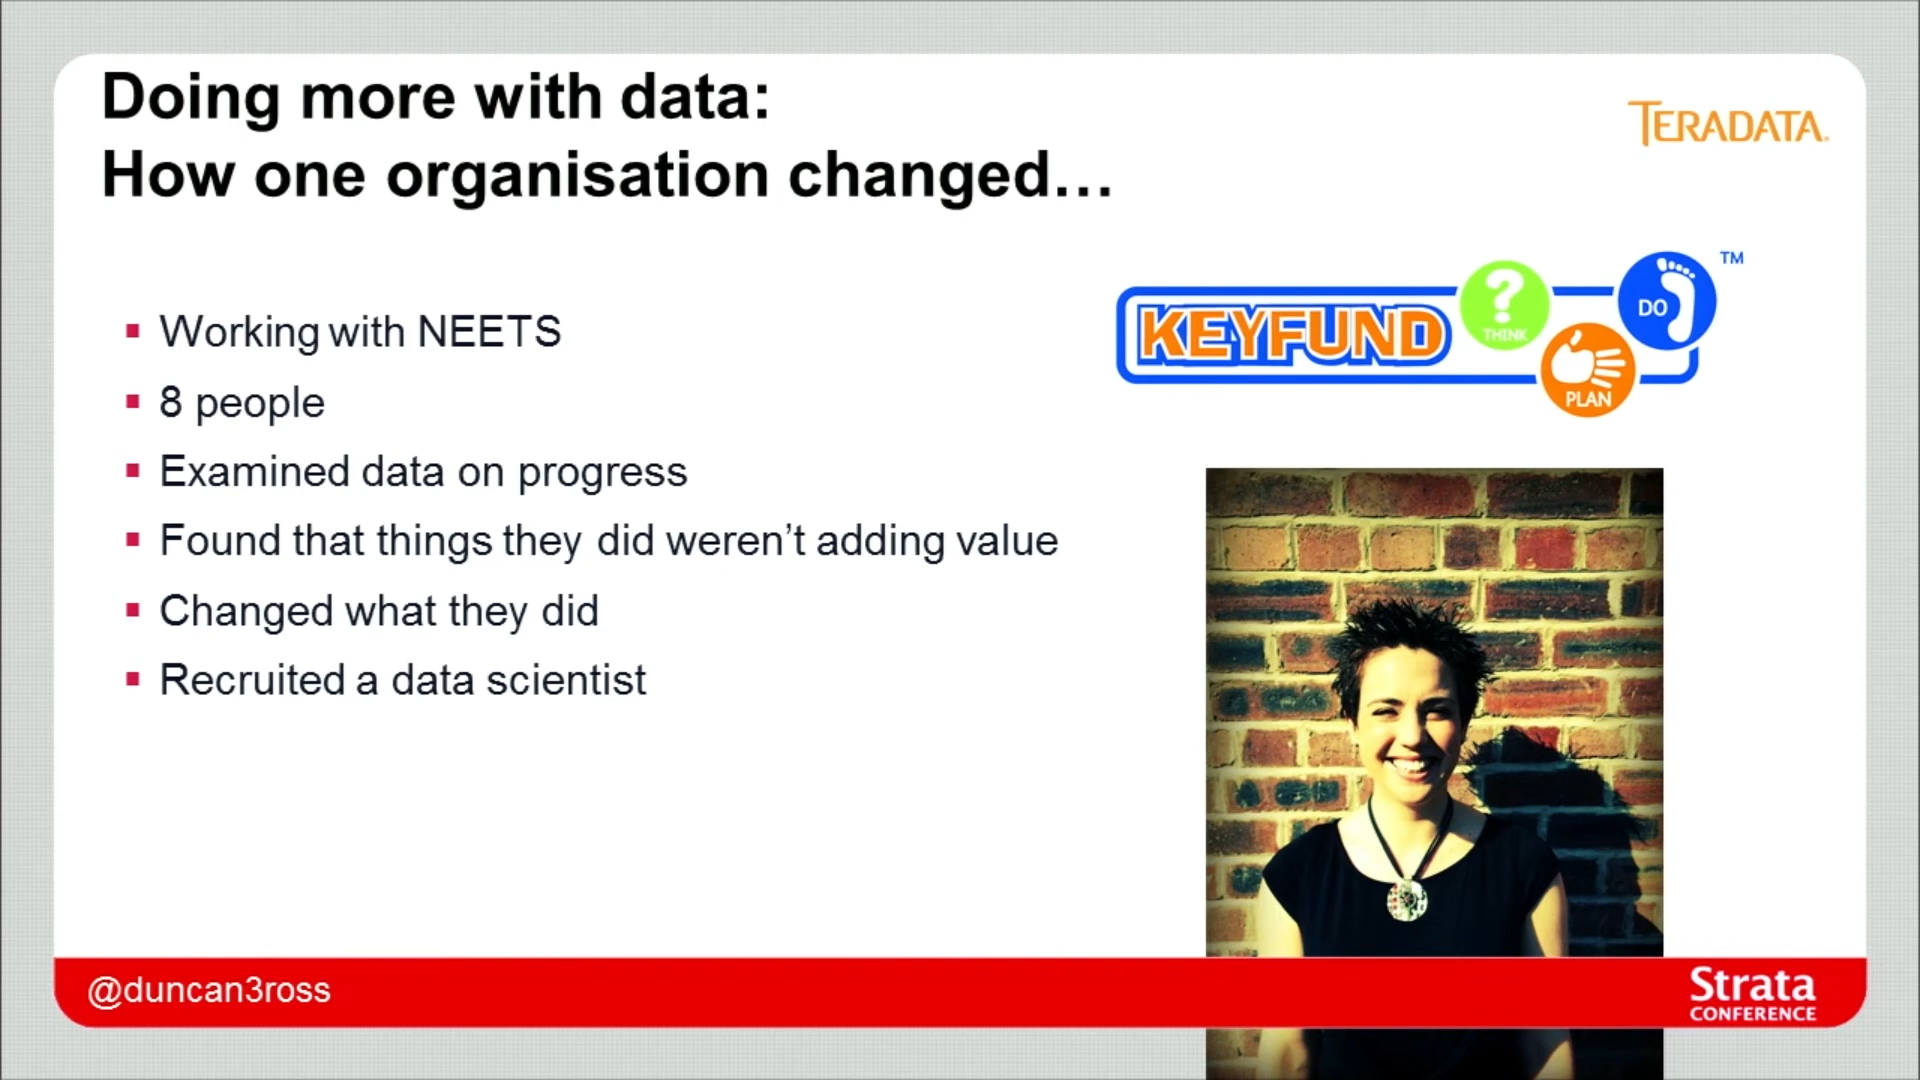 Doing more with data:
How one organisation changed...
TERADATA
KEYFUND
THINK
DO
TM
PLAN
Working with NEETS
8 people
Examined data on progress
Found that things they did weren't adding value
Changed what they did
Recruited a data scientist
@duncan3ross
Strata
CONFERENCE